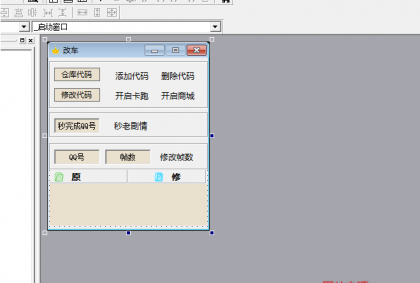 _启动窗口
改车
仓库代码 添加代码 删除代码
修改代码 开启卡跑 开启商城
秒完成QQ号 秒老剧情
QQ号 帧数 修改帧数
原 修